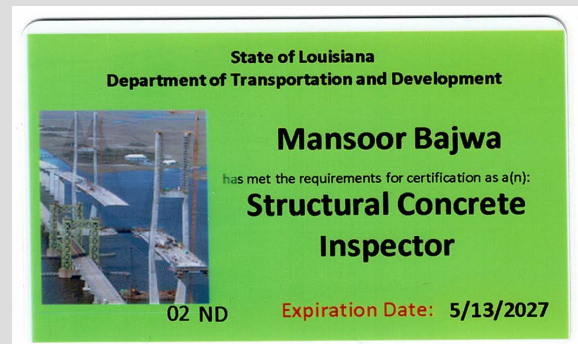 State of Louisiana
Department of Transportation and Development
Mansoor Bajwa
has met the requirements for certification as a(n):
Structural Concrete
Inspector
02 ND
Expiration Date: 5/13/2027